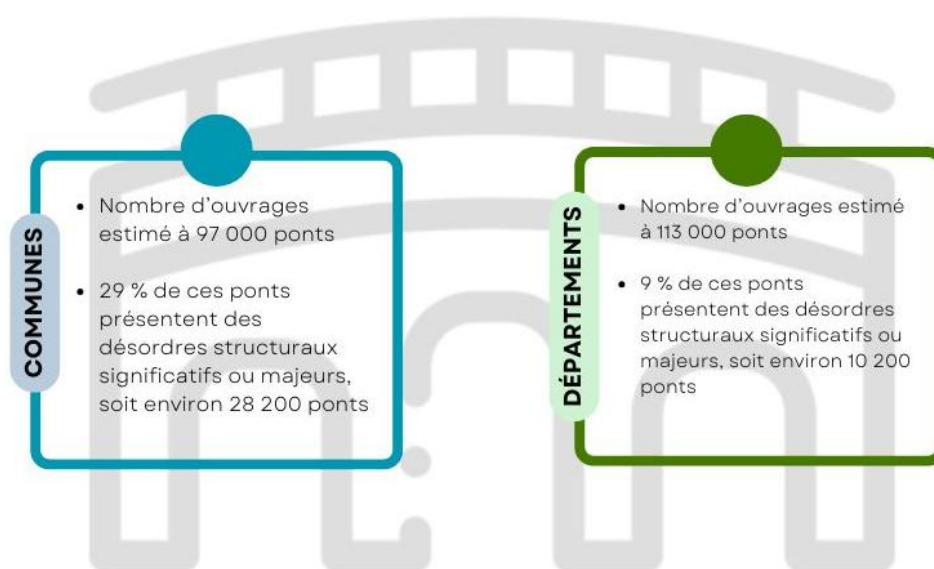 COMMUNES
• Nombre d'ouvrages
estimé à 97 000 ponts
• 29 % de ces ponts
présentent des
désordres structuraux
significatifs ou majeurs,
soit environ 28 200 ponts
DÉPARTEMENTS
• Nombre d'ouvrages estimé
à 113 000 ponts
• 9 % de ces ponts
présentent des désordres
structuraux significatifs ou
majeurs, soit environ 10 200
ponts